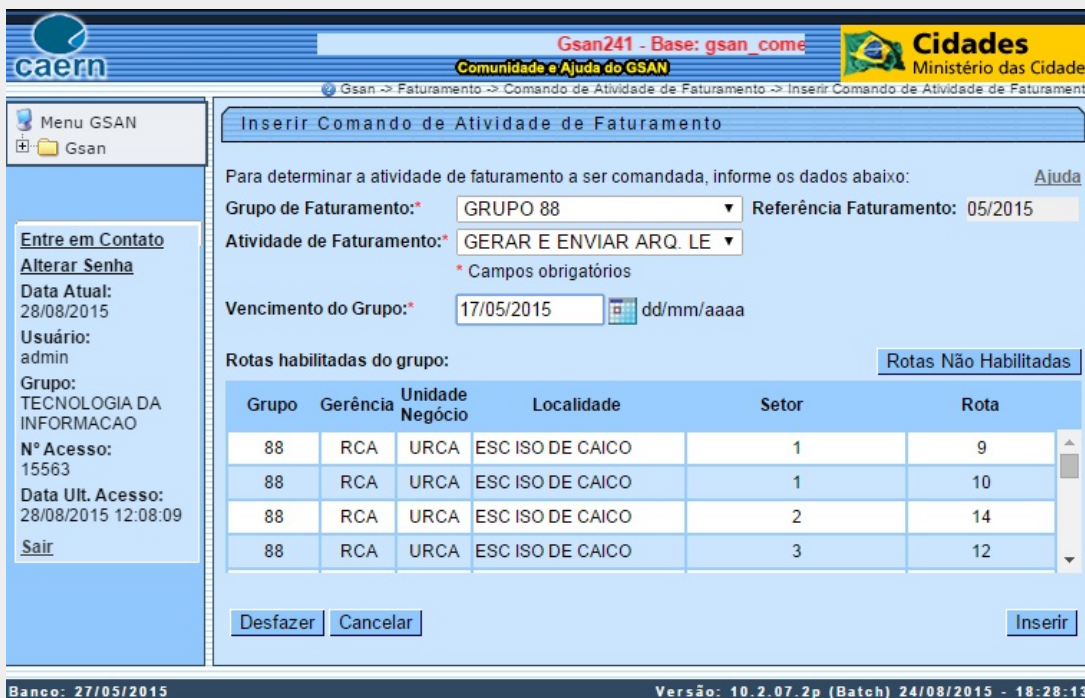 caern
Gsan241 - Base: gsan_come
Comunidade e Ajuda do GSAN
Cidades
Ministério das Cidade
Gsan -> Faturamento -> Comando de Atividade de Faturamento -> Inserir Comando de Atividade de Faturament
Menu GSAN
Gsan
Entre em Contato
Alterar Senha
Data Atual:
28/08/2015
Usuário:
admin
Grupo:
TECNOLOGIA DA
INFORMACAO
N° Acesso:
15563
Data Ult. Acesso:
28/08/2015 12:08:09
Sair
Inserir Comando de Atividade de Faturamento
Para determinar a atividade de faturamento a ser comandada, informe os dados abaixo: Ajuda
Grupo de Faturamento:* GRUPO 88 Referência Faturamento: 05/2015
Atividade de Faturamento:* GERAR E ENVIAR ARQ. LE
* Campos obrigatórios
Vencimento do Grupo:* 17/05/2015 dd/mm/aaaa
Rotas habilitadas do grupo: Rotas Não Habilitadas
Grupo Gerência Unidade Negócio Localidade Setor Rota
88 RCA URCA ESC ISO DE CAICO 1 9
88 RCA URCA ESC ISO DE CAICO 1 10
88 RCA URCA ESC ISO DE CAICO 2 14
88 RCA URCA ESC ISO DE CAICO 3 12
Desfazer Cancelar Inserir
Banco: 27/05/2015 Versão: 10.2.07.2p (Batch) 24/08/2015 - 18:28:13